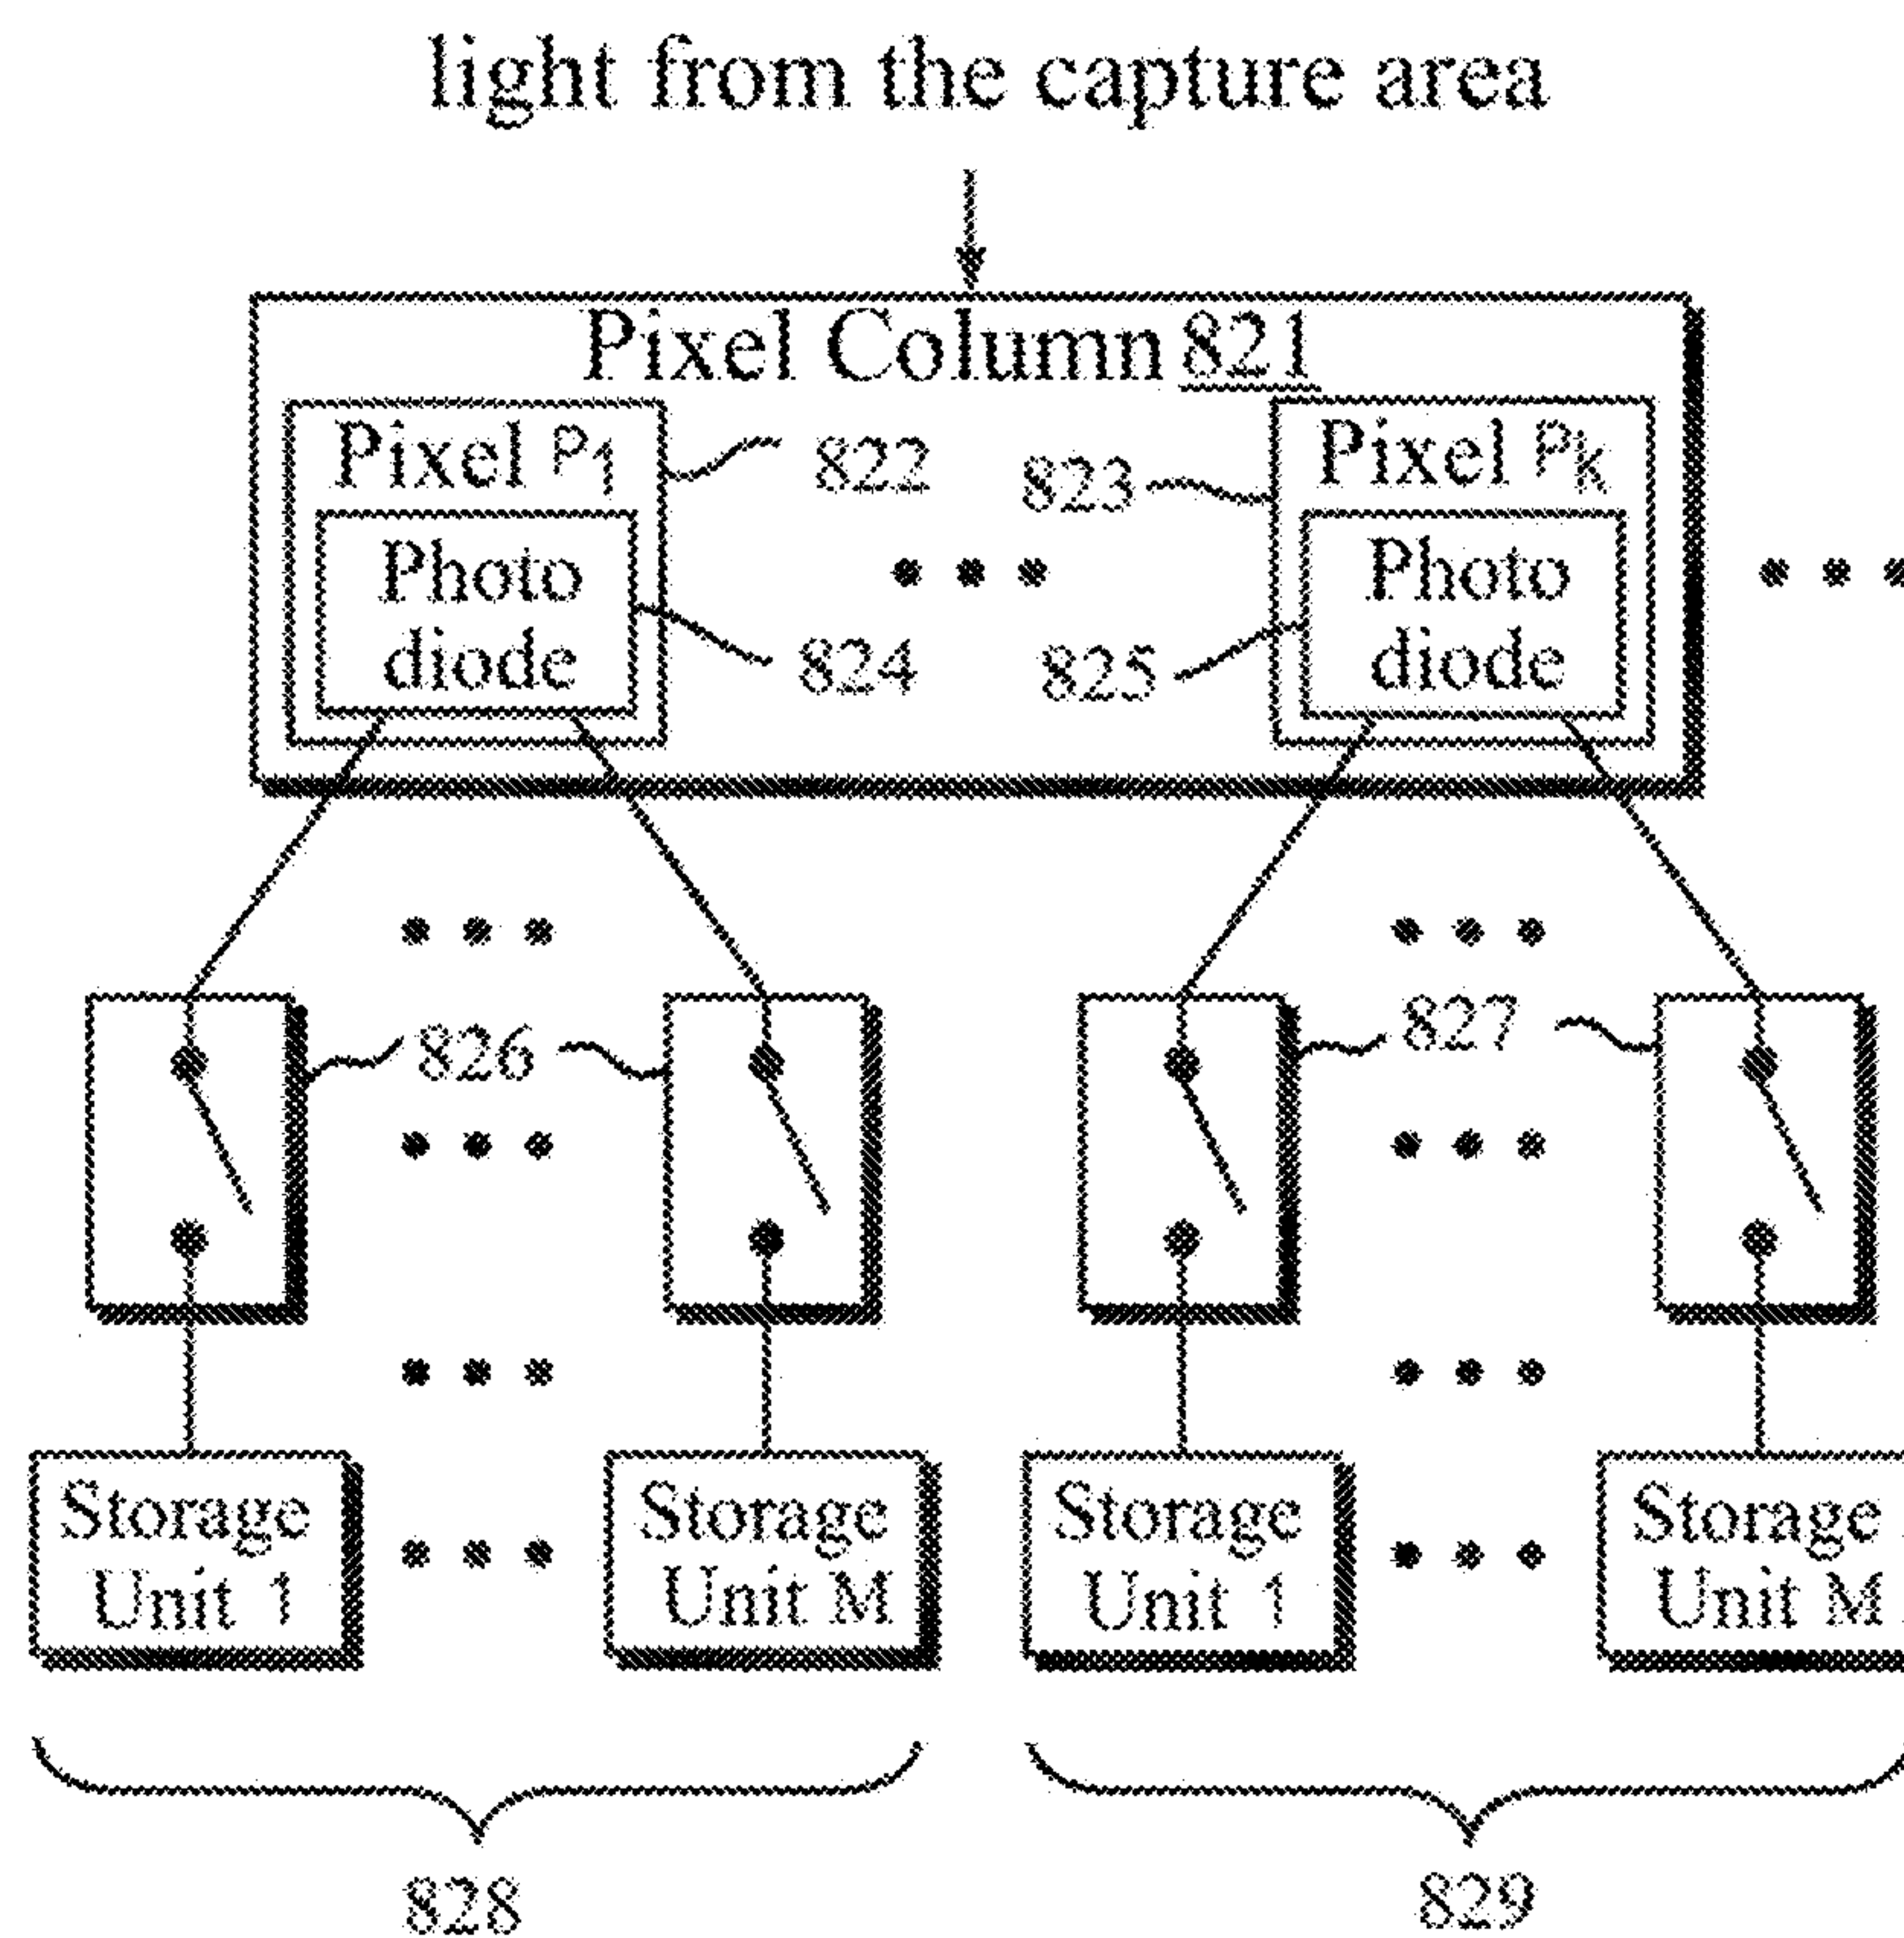 light from the capture area
Pixel Column 821
Pixel P1
822
823
Pixel Pk
Photo
diode
824
825
Photo
diode
826
827
Storage
Unit 1
Storage
Unit M
Storage
Unit 1
Storage
Unit M
828
829